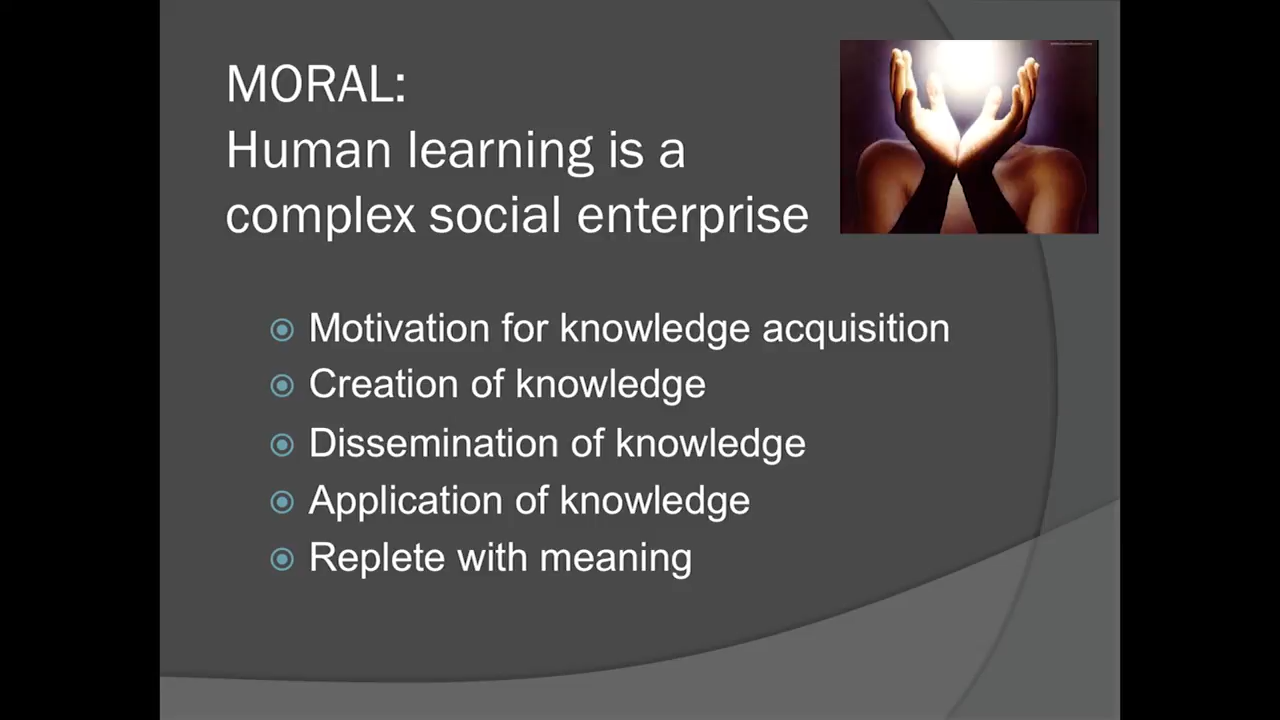 MORAL:
Human learning is a
complex social enterprise
Motivation for knowledge acquisition
Creation of knowledge
Dissemination of knowledge
Application of knowledge
Replete with meaning